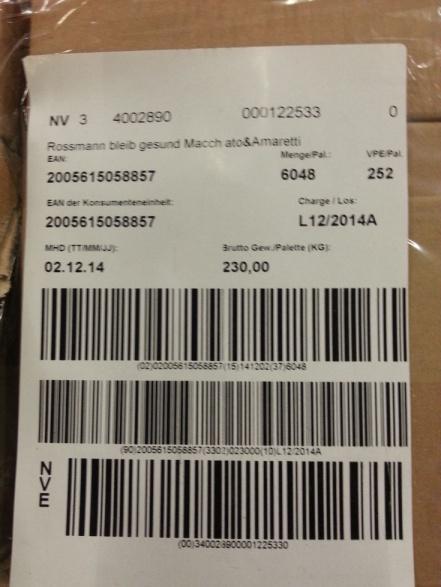 NV 3 4002890 000122533 0
Rossmann bleib gesund Macch ato&Amaretti
EAN: Menge/Pal.: VPE/Pal.
2005615058857 6048 252
EAN der Konsumenteneinheit: Charge / Los:
2005615058857 L12/2014A
MHD (TT/MM/JJ): Brutto Gew./Palette (KG):
02.12.14 230,00
(02)02005615058857(15)141202(37)6048
(90)2005615058857(3302)023000(10)L12/2014A
NVE
(00)340028900001225330